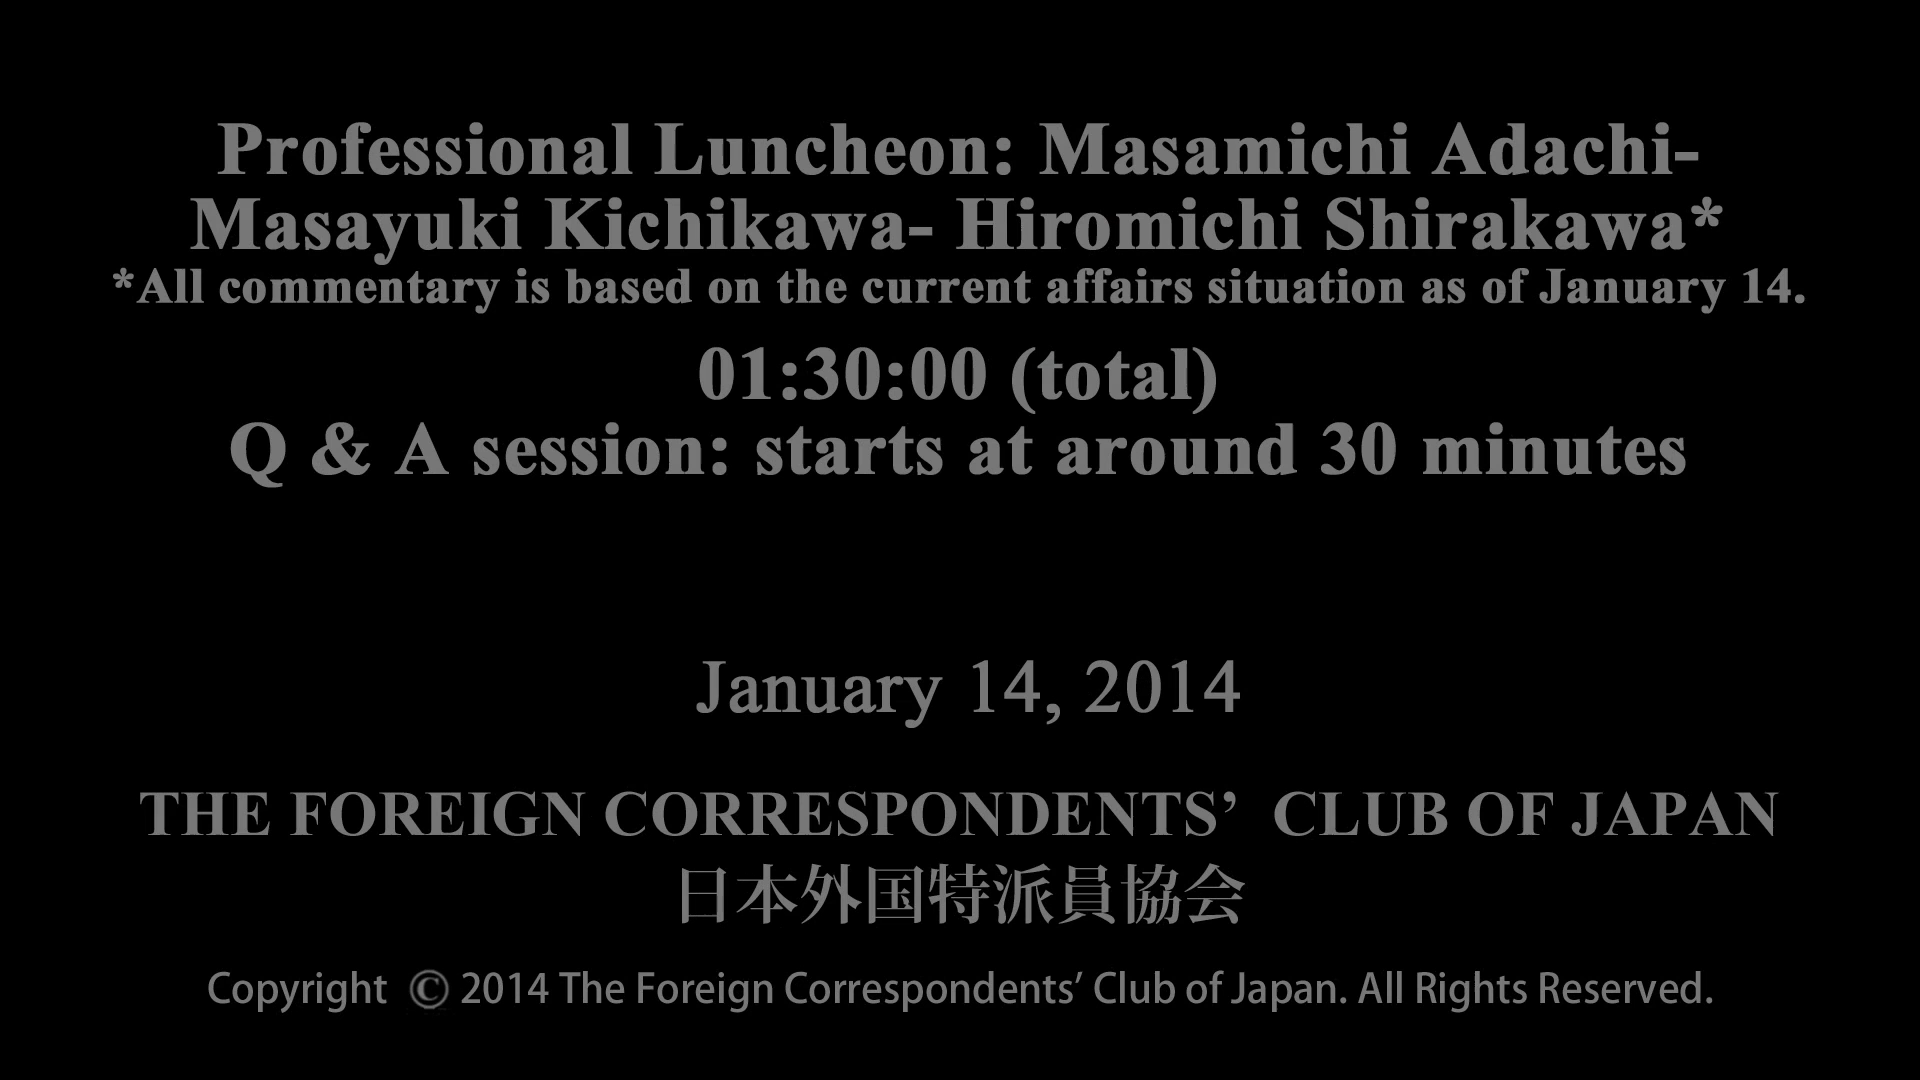 Professional Luncheon: Masamichi Adachi-
Masayuki Kichikawa- Hiromichi Shirakawa*
*All commentary is based on the current affairs situation as of January 14.
01:30:00 (total)
Q & A session: starts at around 30 minutes
January 14, 2014
THE FOREIGN CORRESPONDENTS’ CLUB OF JAPAN
日本外国特派員協会
Copyright © 2014 The Foreign Correspondents’ Club of Japan. All Rights Reserved.